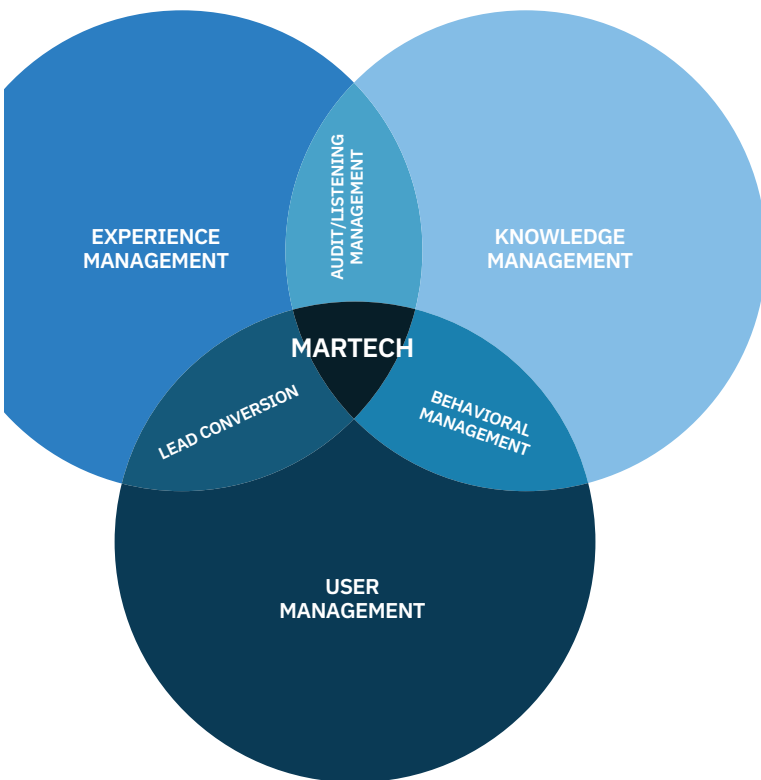 AUDIT/LISTENING
MANAGEMENT
EXPERIENCE
MANAGEMENT
KNOWLEDGE
MANAGEMENT
MARTECH
LEAD CONVERSION
BEHAVIORAL
MANAGEMENT
USER
MANAGEMENT